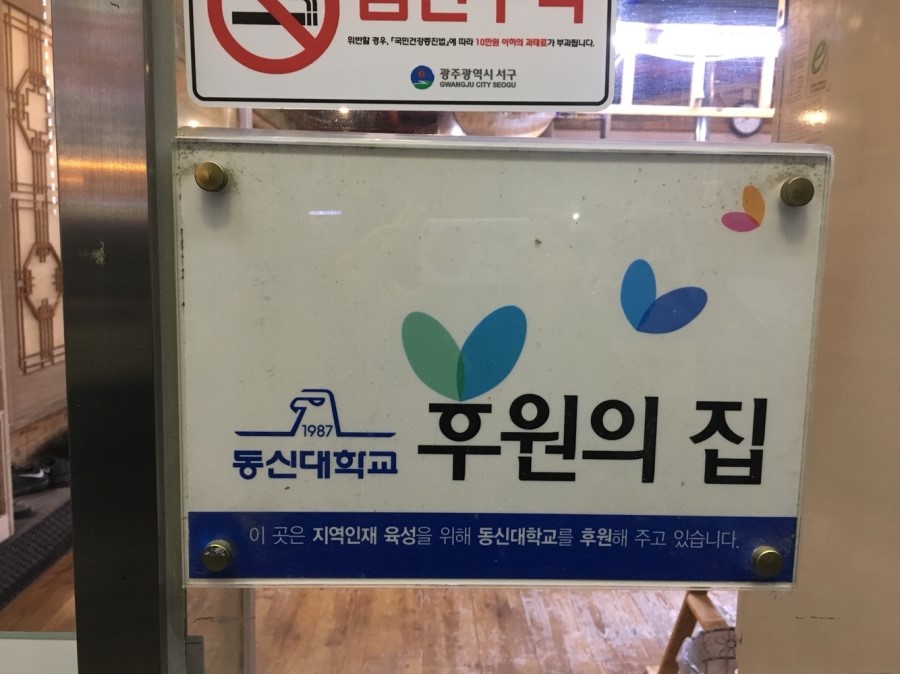 위반할 경우, 「국민건강증진법」에 따라 10만원 이하의 과태료가 부과됩니다.
광주광역시 서구
GWANGJU CITY SEOGU
1987
동신대학교
후원의 집
이 곳은 지역인재 육성을 위해 동신대학교를 후원해 주고 있습니다.